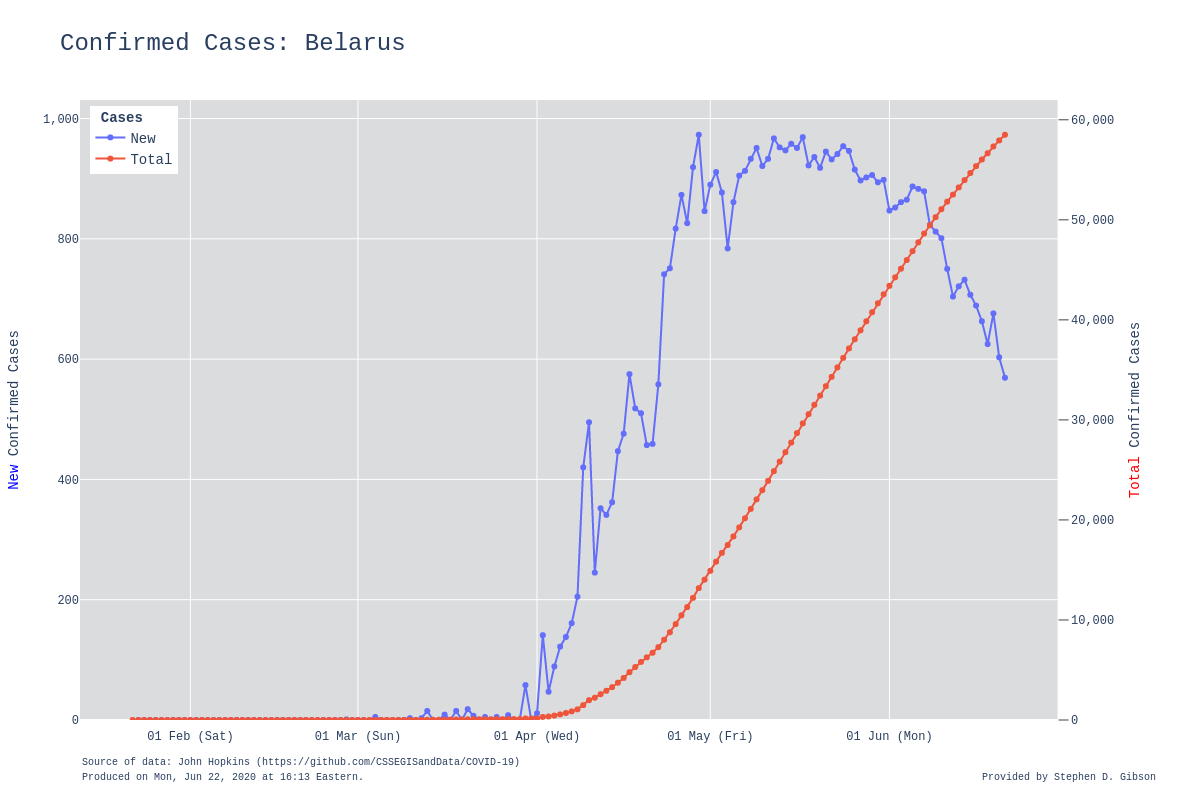 Confirmed Cases: Belarus
Cases
New
Total
1,000
800
600
400
200
0
New Confirmed Cases
60,000
50,000
40,000
30,000
20,000
10,000
0
Total Confirmed Cases
01 Feb (Sat)
01 Mar (Sun)
01 Apr (Wed)
01 May (Fri)
01 Jun (Mon)
Source of data: John Hopkins (https://github.com/CSSEGISandData/COVID-19)
Produced on Mon, Jun 22, 2020 at 16:13 Eastern.
Provided by Stephen D. Gibson